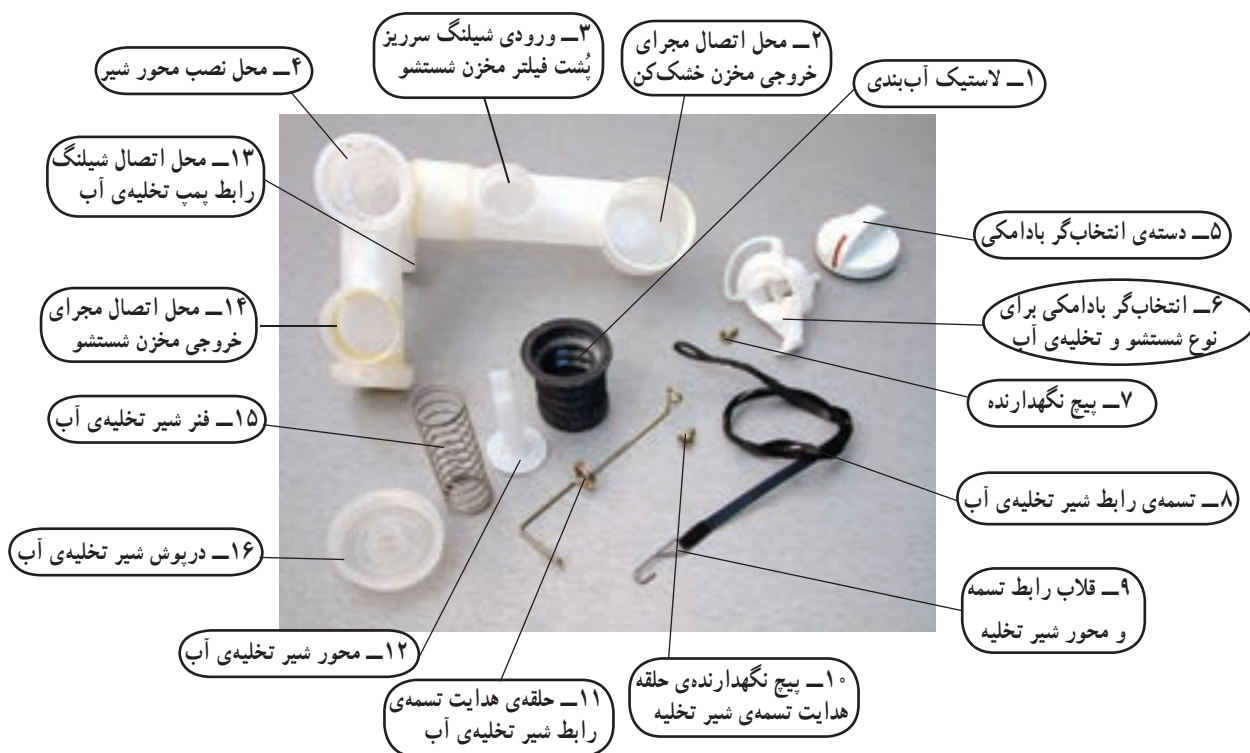 ۱ــ لاستیک آب‌بندی
۲ــ محل اتصال مجرای
خروجی مخزن خشک‌کن
۳ــ ورودی شیلنگ سرریز
پُشت فیلتر مخزن شستشو
۴ــ محل نصب محور شیر
۵ــ دسته‌ی انتخاب‌گر بادامکی
۶ــ انتخاب‌گر بادامکی برای
نوع شستشو و تخلیه‌ی آب
۷ــ پیچ نگهدارنده
۸ــ تسمه‌ی رابط شیر تخلیه‌ی آب
۹ــ قلاب رابط تسمه
و محور شیر تخلیه
۱۰ــ پیچ نگهدارنده‌ی حلقه
هدایت تسمه‌ی شیر تخلیه
۱۱ــ حلقه‌ی هدایت تسمه‌ی
رابط شیر تخلیه‌ی آب
۱۲ــ محور شیر تخلیه‌ی آب
۱۳ــ محل اتصال شیلنگ
رابط پمپ تخلیه‌ی آب
۱۴ــ محل اتصال مجرای
خروجی مخزن شستشو
۱۵ــ فنر شیر تخلیه‌ی آب
۱۶ــ درپوش شیر تخلیه‌ی آب